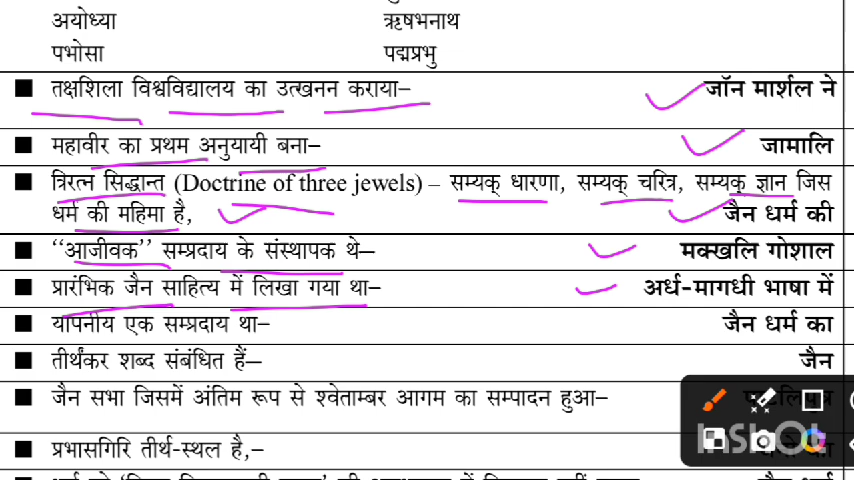 अयोध्या ऋषभनाथ
पभोसा पद्मप्रभु
■ तक्षशिला विश्वविद्यालय का उत्खनन कराया– जॉन मार्शल ने
■ महावीर का प्रथम अनुयायी बना– जामालि
■ त्रिरत्न सिद्धान्त (Doctrine of three jewels) – सम्यक् धारणा, सम्यक् चरित्र, सम्यक् ज्ञान जिस
धर्म की महिमा है, जैन धर्म की
■ ‘‘आजीवक’’ सम्प्रदाय के संस्थापक थे– मक्खलि गोशाल
■ प्रारंभिक जैन साहित्य में लिखा गया था– अर्ध-मागधी भाषा में
■ यापनीय एक सम्प्रदाय था– जैन धर्म का
■ तीर्थंकर शब्द संबंधित हैं– जैन
■ जैन सभा जिसमें अंतिम रूप से श्वेताम्बर आगम का सम्पादन हुआ–
■ प्रभासगिरि तीर्थ-स्थल है,–
InShOt